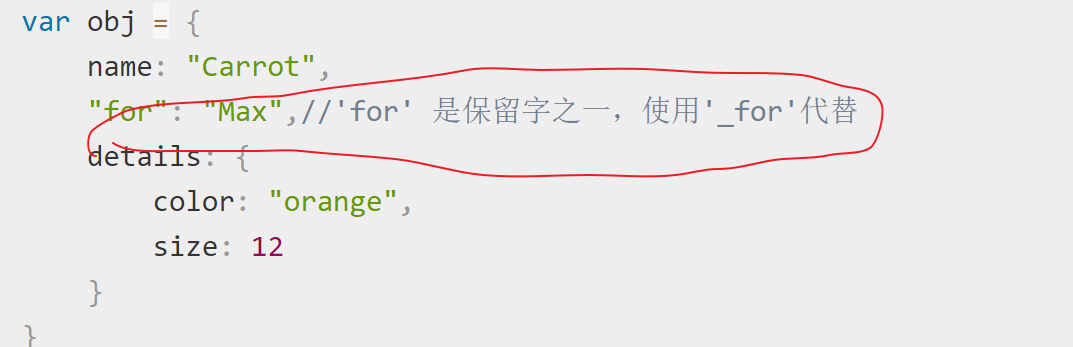 var obj = {
name: "Carrot",
"for": "Max",//'for' 是保留字之一，使用'_for'代替
details: {
color: "orange",
size: 12
}
}